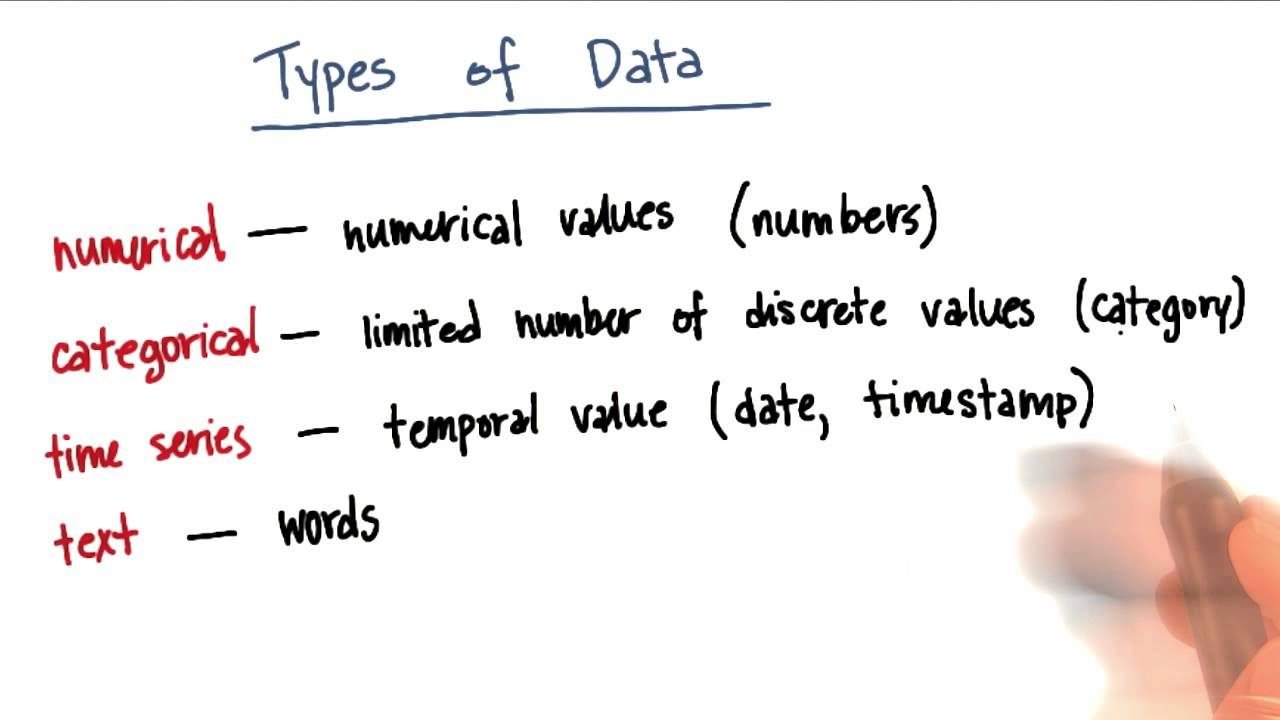 Types of Data
numerical — numerical values (numbers)
categorical — limited number of discrete values (category)
time series — temporal value (date, timestamp)
text — words